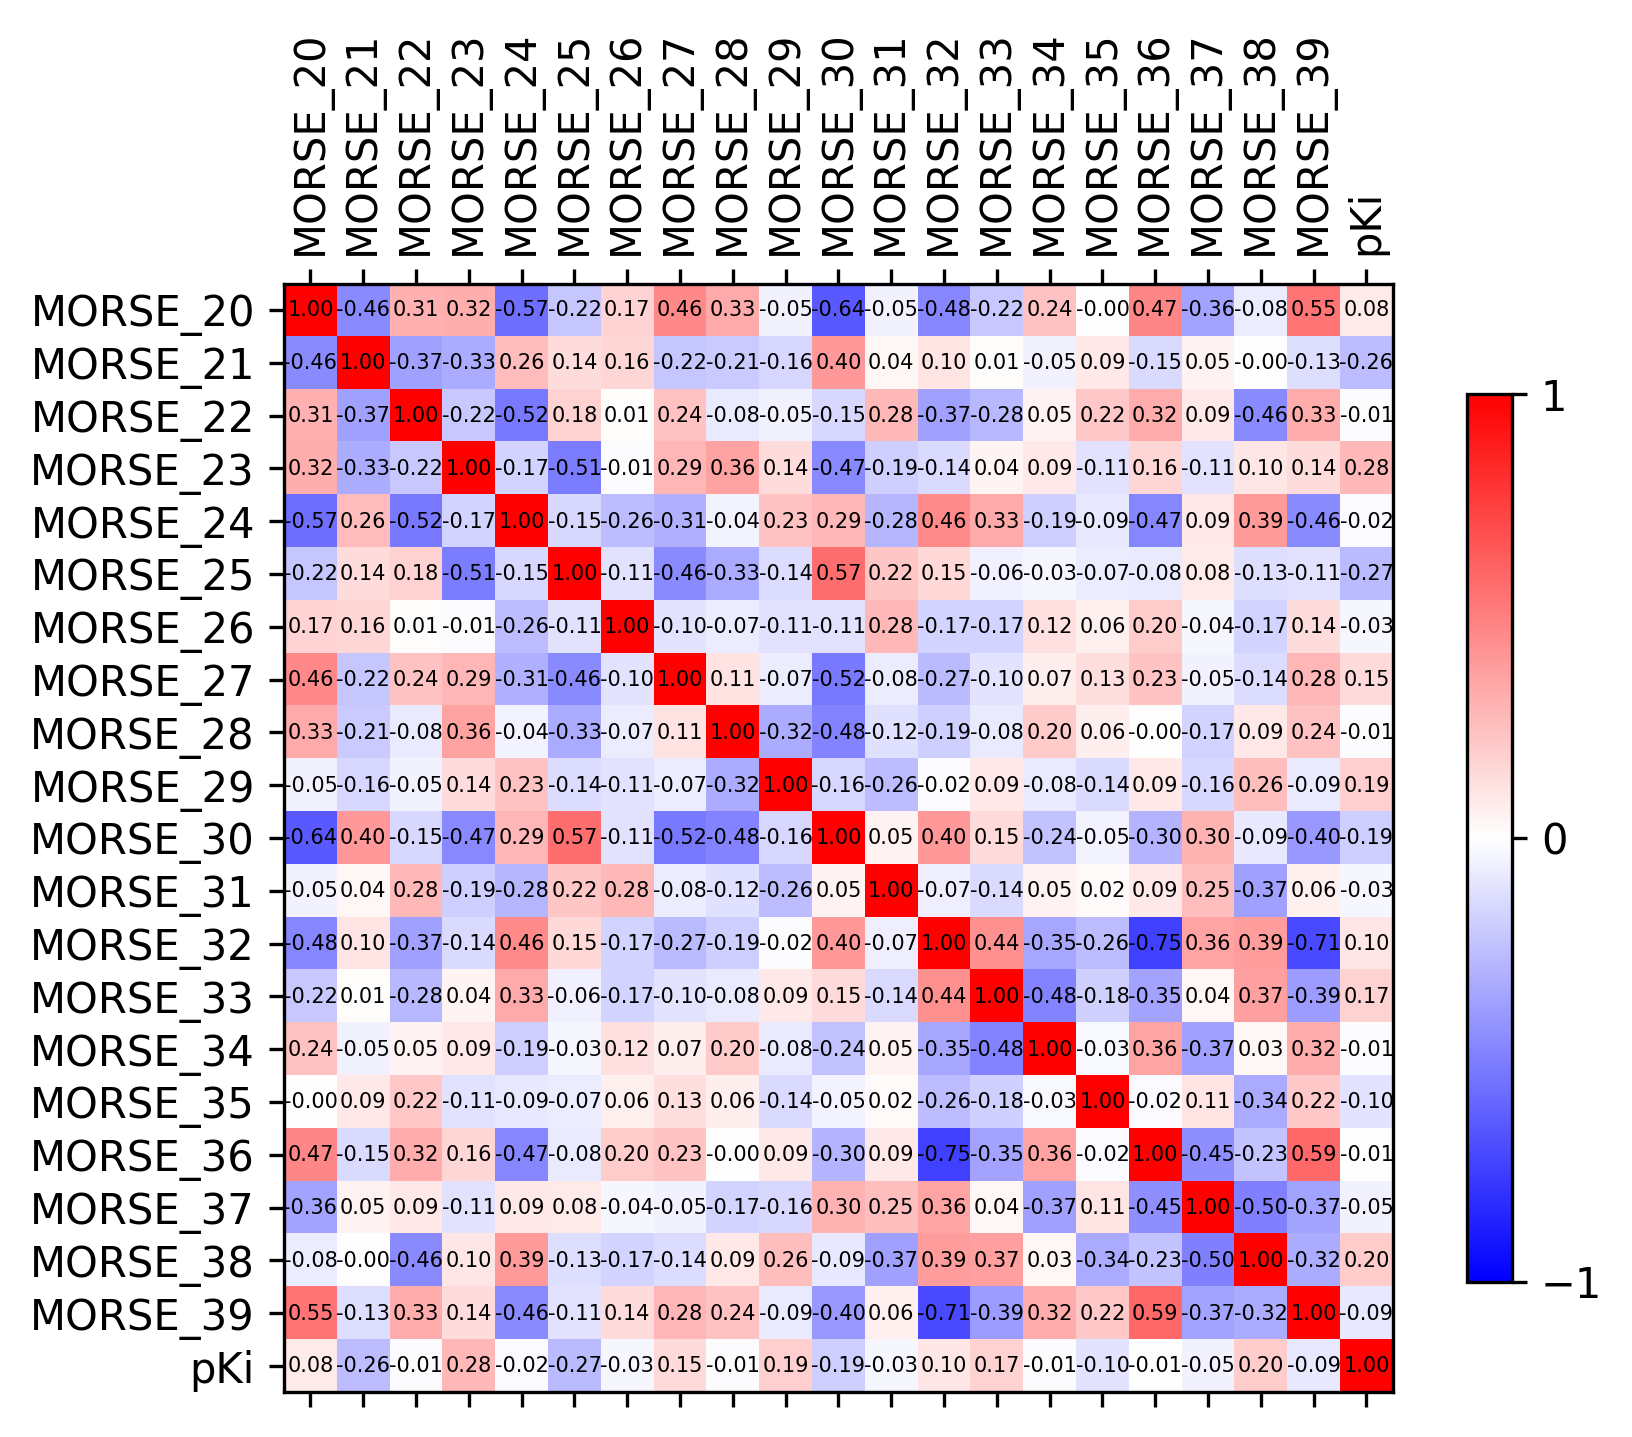 MORSE_20 MORSE_21 MORSE_22 MORSE_23 MORSE_24 MORSE_25 MORSE_26 MORSE_27 MORSE_28 MORSE_29 MORSE_30 MORSE_31 MORSE_32 MORSE_33 MORSE_34 MORSE_35 MORSE_36 MORSE_37 MORSE_38 MORSE_39 pKi
MORSE_20 1.00 -0.46 0.31 0.32 -0.57 -0.22 0.17 0.46 0.33 -0.05 -0.64 -0.05 -0.48 -0.22 0.24 -0.00 0.47 -0.36 -0.08 0.55 0.08
MORSE_21 -0.46 1.00 -0.37 -0.33 0.26 0.14 0.16 -0.22 -0.21 -0.16 0.40 0.04 0.10 0.01 -0.05 0.09 -0.15 0.05 -0.00 -0.13 -0.26
MORSE_22 0.31 -0.37 1.00 -0.22 -0.52 0.18 0.01 0.24 -0.08 -0.05 -0.15 0.28 -0.37 -0.28 0.05 0.22 0.32 0.09 -0.46 0.33 -0.01
MORSE_23 0.32 -0.33 -0.22 1.00 -0.17 -0.51 -0.01 0.29 0.36 0.14 -0.47 -0.19 -0.14 0.04 0.09 -0.11 0.16 -0.11 0.10 0.14 0.28
MORSE_24 -0.57 0.26 -0.52 -0.17 1.00 -0.15 -0.26 -0.31 -0.04 0.23 0.29 -0.28 0.46 0.33 -0.19 -0.09 -0.47 0.09 0.39 -0.46 -0.02
MORSE_25 -0.22 0.14 0.18 -0.51 -0.15 1.00 -0.11 -0.46 -0.33 -0.14 0.57 0.22 0.15 -0.06 -0.03 -0.07 -0.08 0.08 -0.13 -0.11 -0.27
MORSE_26 0.17 0.16 0.01 -0.01 -0.26 -0.11 1.00 -0.10 -0.07 -0.11 -0.11 0.28 -0.17 -0.17 0.12 0.06 0.20 -0.04 -0.17 0.14 -0.03
MORSE_27 0.46 -0.22 0.24 0.29 -0.31 -0.46 -0.10 1.00 0.11 -0.07 -0.52 -0.08 -0.27 -0.10 0.07 0.13 0.23 -0.05 -0.14 0.28 0.15
MORSE_28 0.33 -0.21 -0.08 0.36 -0.04 -0.33 -0.07 0.11 1.00 -0.32 -0.48 -0.12 -0.19 -0.08 0.20 0.06 -0.00 -0.17 0.09 0.24 -0.01
MORSE_29 -0.05 -0.16 -0.05 0.14 0.23 -0.14 -0.11 -0.07 -0.32 1.00 -0.16 -0.26 -0.02 0.09 -0.08 -0.14 0.09 -0.16 0.26 -0.09 0.19
MORSE_30 -0.64 0.40 -0.15 -0.47 0.29 0.57 -0.11 -0.52 -0.48 -0.16 1.00 0.05 0.40 0.15 -0.24 -0.05 -0.30 0.30 -0.09 -0.40 -0.19
MORSE_31 -0.05 0.04 0.28 -0.19 -0.28 0.22 0.28 -0.08 -0.12 -0.26 0.05 1.00 -0.07 -0.14 0.05 0.02 0.09 0.25 -0.37 0.06 -0.03
MORSE_32 -0.48 0.10 -0.37 -0.14 0.46 0.15 -0.17 -0.27 -0.19 -0.02 0.40 -0.07 1.00 0.44 -0.35 -0.26 -0.75 0.36 0.39 -0.71 0.10
MORSE_33 -0.22 0.01 -0.28 0.04 0.33 -0.06 -0.17 -0.10 -0.08 0.09 0.15 -0.14 0.44 1.00 -0.48 -0.18 -0.35 0.04 0.37 -0.39 0.17
MORSE_34 0.24 -0.05 0.05 0.09 -0.19 -0.03 0.12 0.07 0.20 -0.08 -0.24 0.05 -0.35 -0.48 1.00 -0.03 0.36 -0.37 0.03 0.32 -0.01
MORSE_35 -0.00 0.09 0.22 -0.11 -0.09 -0.07 0.06 0.13 0.06 -0.14 -0.05 0.02 -0.26 -0.18 -0.03 1.00 -0.02 0.11 -0.34 0.22 -0.10
MORSE_36 0.47 -0.15 0.32 0.16 -0.47 -0.08 0.20 0.23 -0.00 0.09 -0.30 0.09 -0.75 -0.35 0.36 -0.02 1.00 -0.45 -0.23 0.59 -0.01
MORSE_37 -0.36 0.05 0.09 -0.11 0.09 0.08 -0.04 -0.05 -0.17 -0.16 0.30 0.25 0.36 0.04 -0.37 0.11 -0.45 1.00 -0.50 -0.37 -0.05
MORSE_38 -0.08 -0.00 -0.46 0.10 0.39 -0.13 -0.17 -0.14 0.09 0.26 -0.09 -0.37 0.39 0.37 0.03 -0.34 -0.23 -0.50 1.00 -0.32 0.20
MORSE_39 0.55 -0.13 0.33 0.14 -0.46 -0.11 0.14 0.28 0.24 -0.09 -0.40 0.06 -0.71 -0.39 0.32 0.22 0.59 -0.37 -0.32 1.00 -0.09
pKi 0.08 -0.26 -0.01 0.28 -0.02 -0.27 -0.03 0.15 -0.01 0.19 -0.19 -0.03 0.10 0.17 -0.01 -0.10 -0.01 -0.05 0.20 -0.09 1.00
1
0
−1